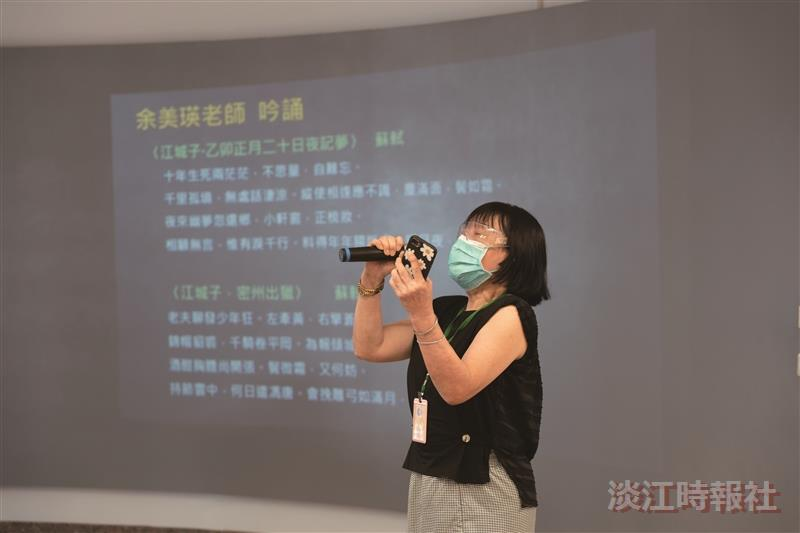 余美瑛老師 吟誦
〈江城子‧乙卯正月二十日夜記夢〉 蘇軾
十年生死兩茫茫，不思量，自難忘。
千里孤墳，無處話淒涼。縱使相逢應不識，塵滿面，鬢如霜。
夜來幽夢忽還鄉，小軒窗，正梳妝。
相顧無言，惟有淚千行，料得年年
〈江城子‧密州出獵〉 蘇
老夫聊發少年狂，左牽黃，右擎
錦帽貂裘，千騎卷平岡，為報
酒酣胸膽尚開張，鬢微霜，又何妨。
持節雲中，何日遣馮唐，會挽雕弓如滿月，
淡江時報社